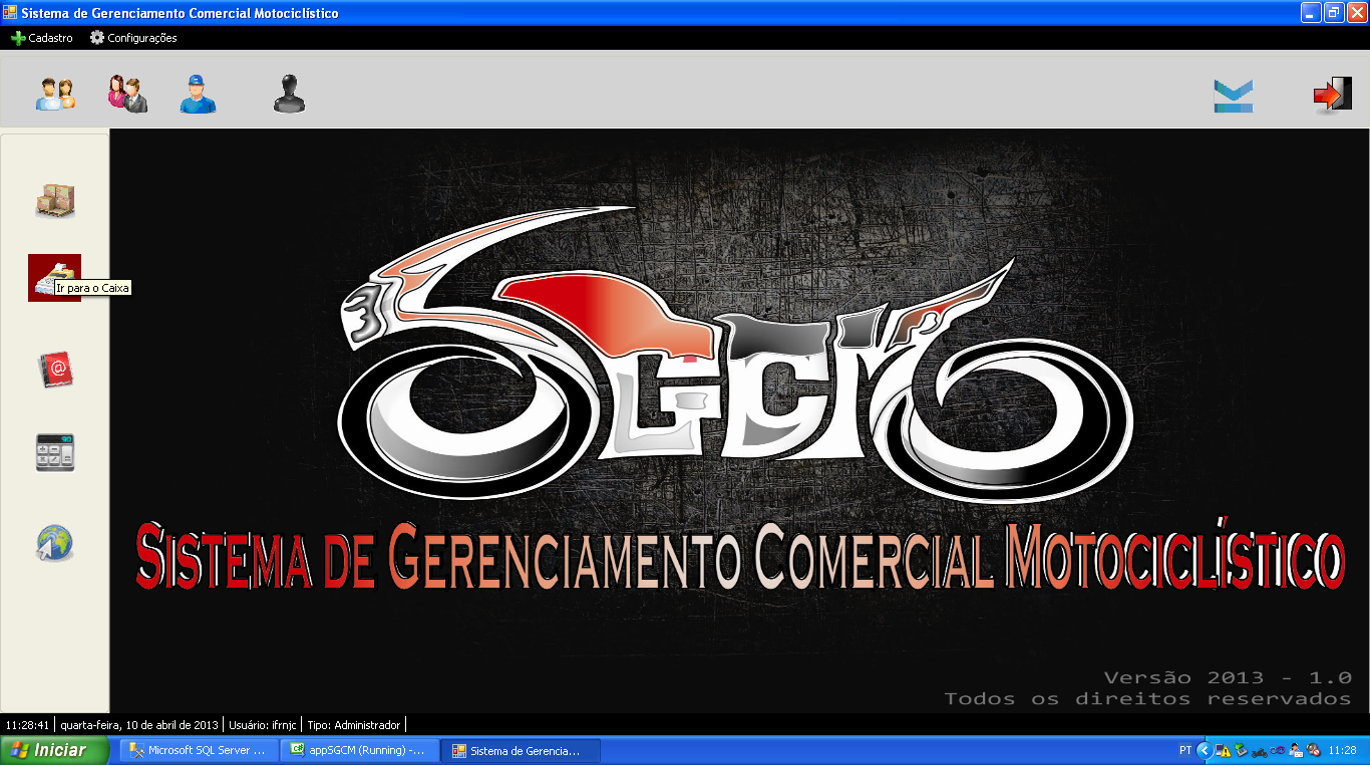 Sistema de Gerenciamento Comercial Motociclístico
Cadastro Configurações
Ir para o Caixa
SGCM
Sistema de Gerenciamento Comercial Motociclístico
Versão 2013 - 1.0
Todos os direitos reservados
11:28:41 quarta-feira, 10 de abril de 2013 Usuário: ifrnjc Tipo: Administrador
Iniciar Microsoft SQL Server ... appSGCM (Running) -... Sistema de Gerencia... PT 11:28